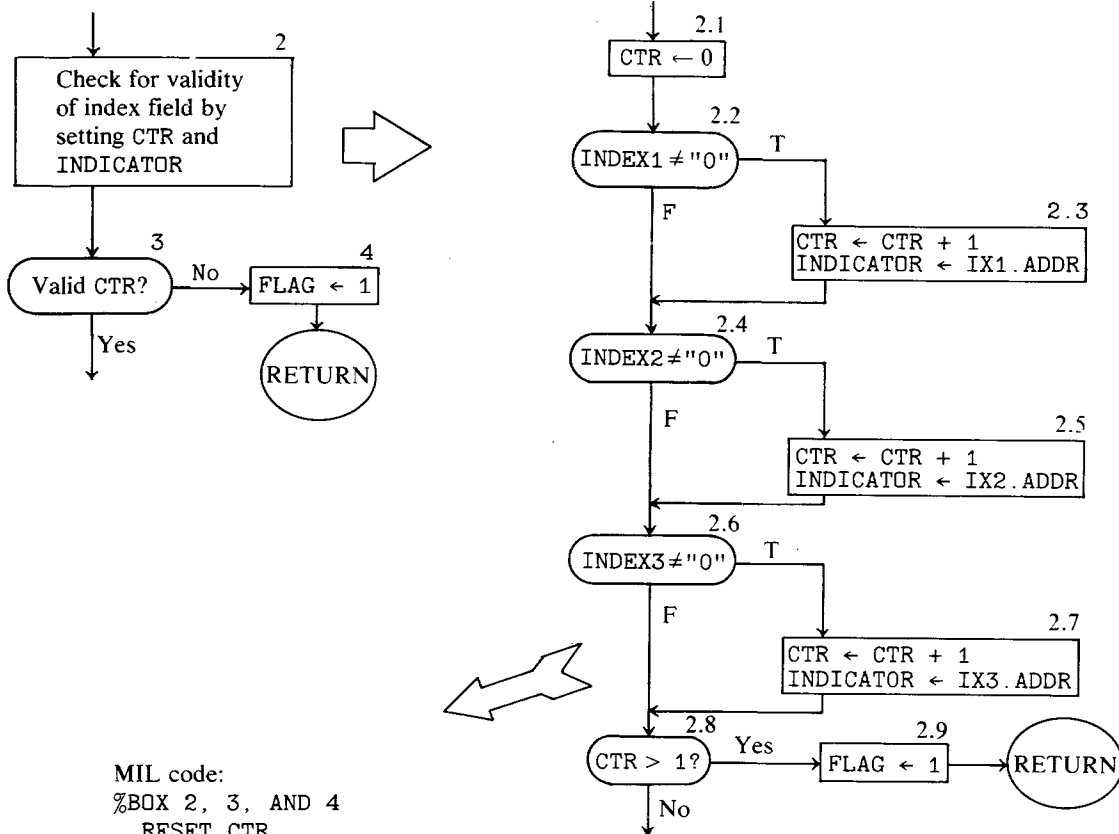 2
Check for validity
of index field by
setting CTR and
INDICATOR
3
Valid CTR?
No
4
FLAG ← 1
Yes
RETURN
2.1
CTR ← 0
2.2
INDEX1≠"0"
T
F
2.3
CTR ← CTR + 1
INDICATOR ← IX1.ADDR
2.4
INDEX2≠"0"
T
F
2.5
CTR ← CTR + 1
INDICATOR ← IX2.ADDR
2.6
INDEX3≠"0"
T
F
2.7
CTR ← CTR + 1
INDICATOR ← IX3.ADDR
2.8
CTR > 1?
Yes
2.9
FLAG ← 1
RETURN
No
MIL code:
%BOX 2, 3, AND 4
RESET CTR